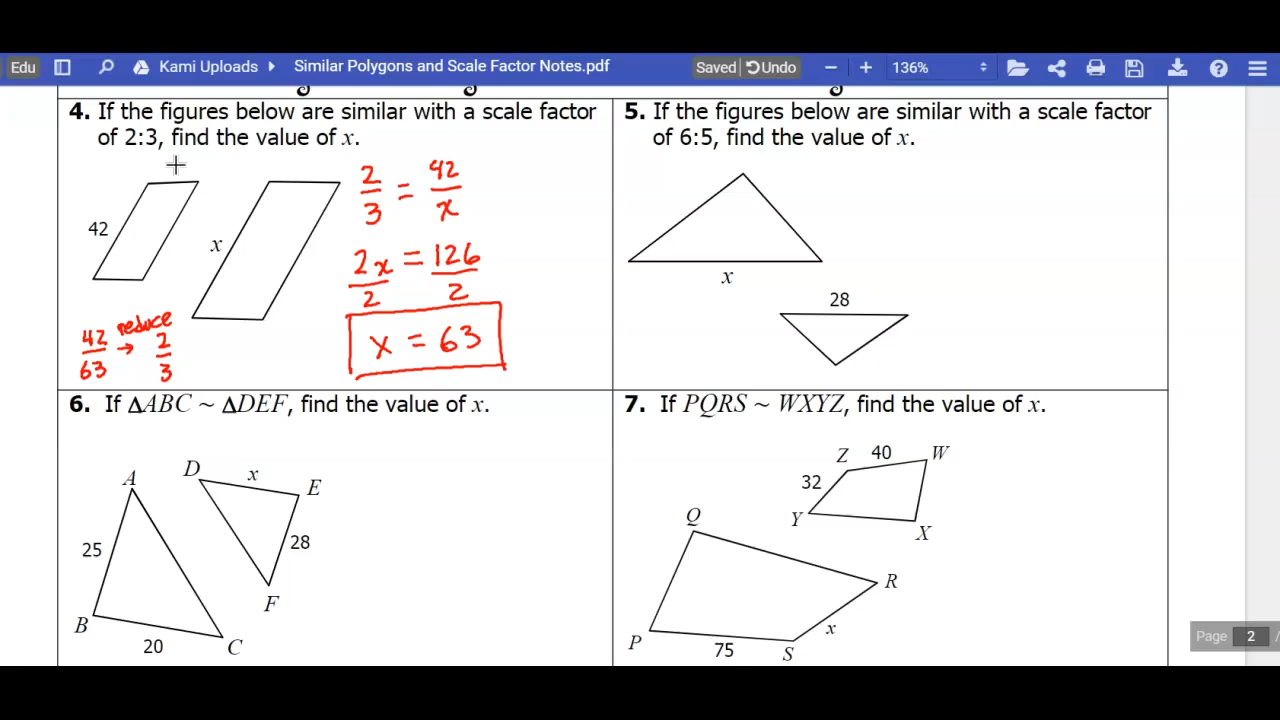 Edu
Kami Uploads
Similar Polygons and Scale Factor Notes.pdf
Saved
Undo
136%
4. If the figures below are similar with a scale factor
of 2:3, find the value of x.
42
x
2/3 = 42/x
2x/2 = 126/2
x = 63
42/63 reduce → 2/3
5. If the figures below are similar with a scale factor
of 6:5, find the value of x.
x
28
6. If ΔABC ~ ΔDEF, find the value of x.
A
D
x
E
25
28
F
B
20
C
7. If PQRS ~ WXYZ, find the value of x.
Z
40
W
32
Y
X
Q
R
x
P
75
S
Page 2 /